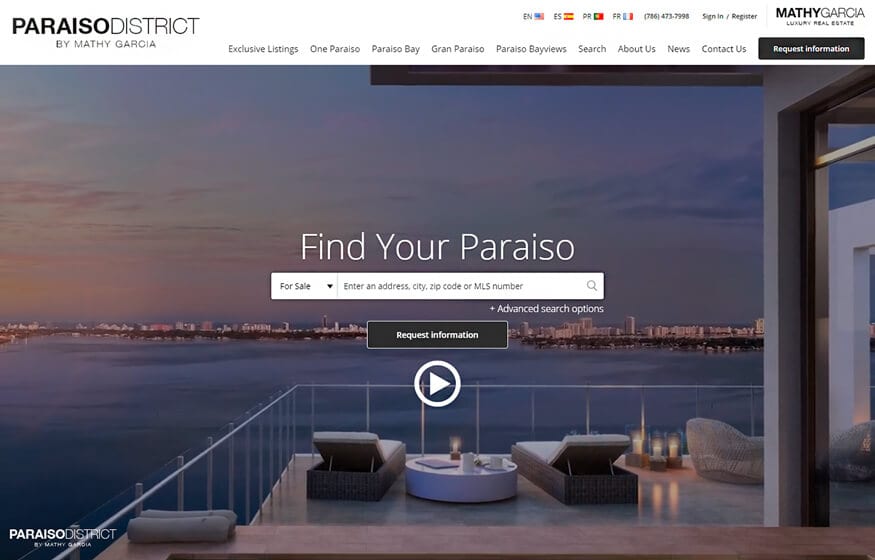 PARAISODISTRICT
BY MATHY GARCIA
EN ES PR FR (786) 473-7998 Sign In / Register
MATHYGARCIA
LUXURY REAL ESTATE
Exclusive Listings One Paraiso Paraiso Bay Gran Paraiso Paraiso Bayviews Search About Us News Contact Us Request information
Find Your Paraiso
For Sale Enter an address, city, zip code or MLS number
+ Advanced search options
Request information
PARAISODISTRICT
BY MATHY GARCIA